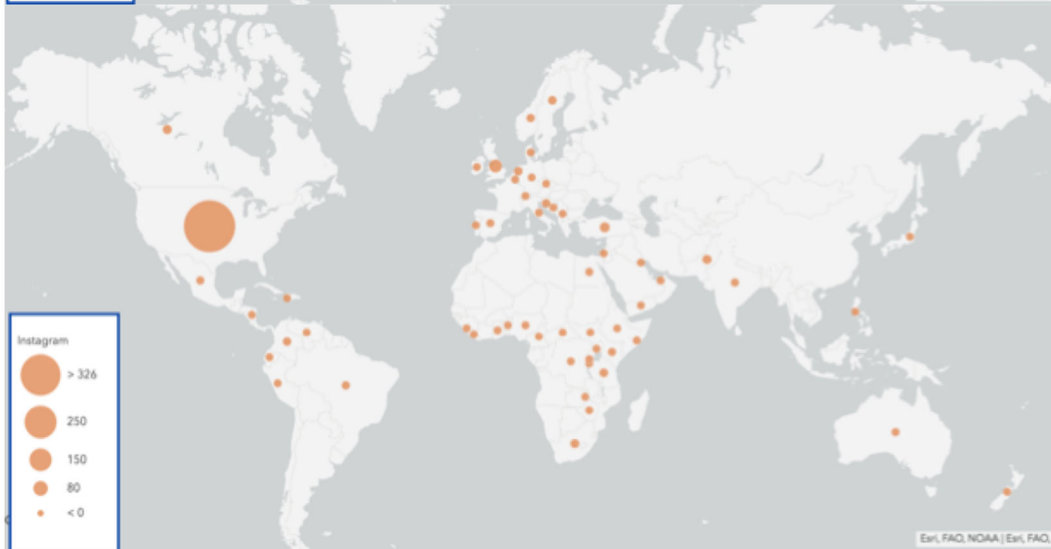 Instagram
> 326
250
150
80
< 0
Esri, FAO, NOAA | Esri, FAO,